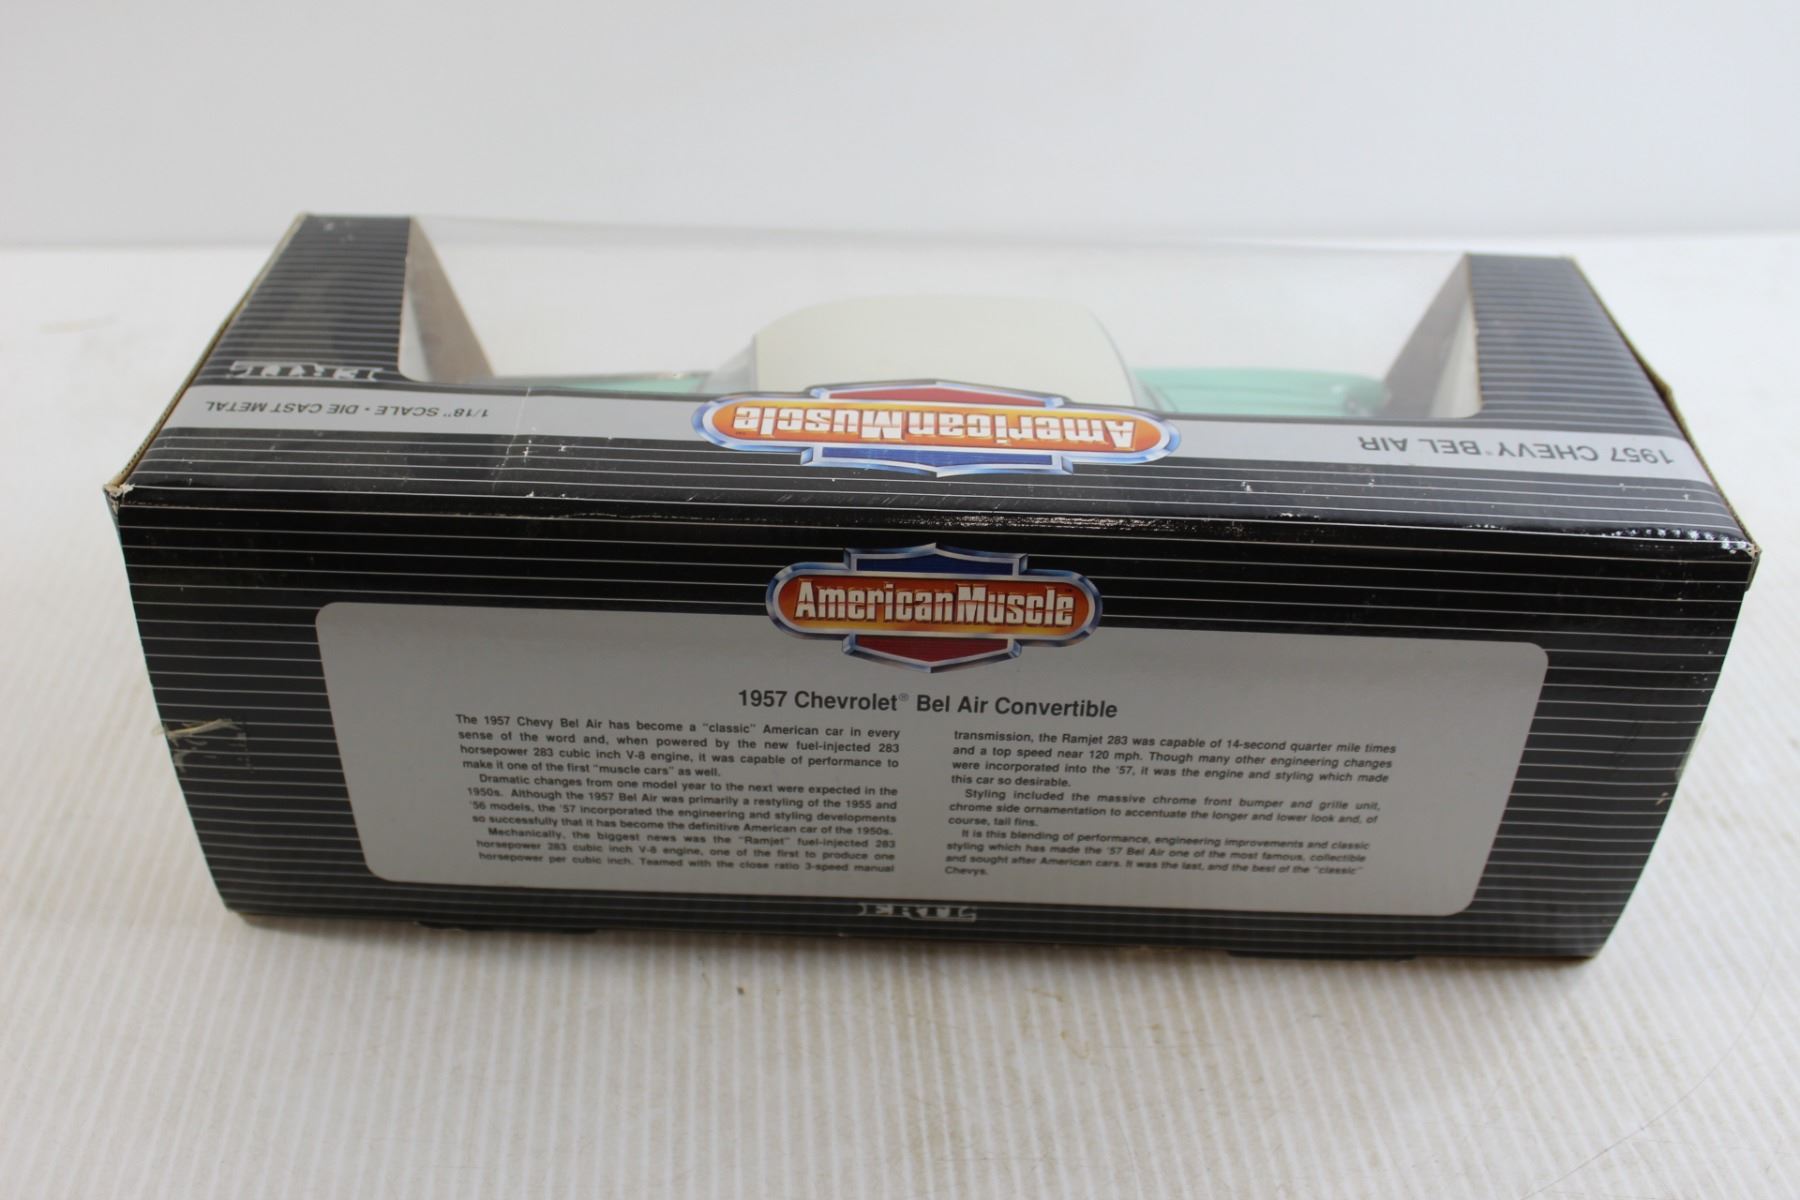 ERTL
1/18" SCALE • DIE CAST METAL
AmericanMuscle™
1957 CHEVY® BEL AIR
AmericanMuscle™
1957 Chevrolet® Bel Air Convertible
The 1957 Chevy Bel Air has become a "classic" American car in every
sense of the word and, when powered by the new fuel-injected 283
horsepower 283 cubic inch V-8 engine, it was capable of performance to
make it one of the first "muscle cars" as well.
Dramatic changes from one model year to the next were expected in the
1950s. Although the 1957 Bel Air was primarily a restyling of the 1955 and
'56 models, the '57 incorporated the engineering and styling developments
so successfully that it has become the definitive American car of the 1950s.
Mechanically, the biggest news was the "Ramjet" fuel-injected 283
horsepower 283 cubic inch V-8 engine, one of the first to produce one
horsepower per cubic inch. Teamed with the close ratio 3-speed manual
transmission, the Ramjet 283 was capable of 14-second quarter mile times
and a top speed near 120 mph. Though many other engineering changes
were incorporated into the '57, it was the engine and styling which made
this car so desirable.
Styling included the massive chrome front bumper and grille unit,
chrome side ornamentation to accentuate the longer and lower look and, of
course, tail fins.
It is this blending of performance, engineering improvements and classic
styling which has made the '57 Bel Air one of the most famous, collectible
and sought after American cars. It was the last, and the best of the "classic"
Chevys.
ERTL